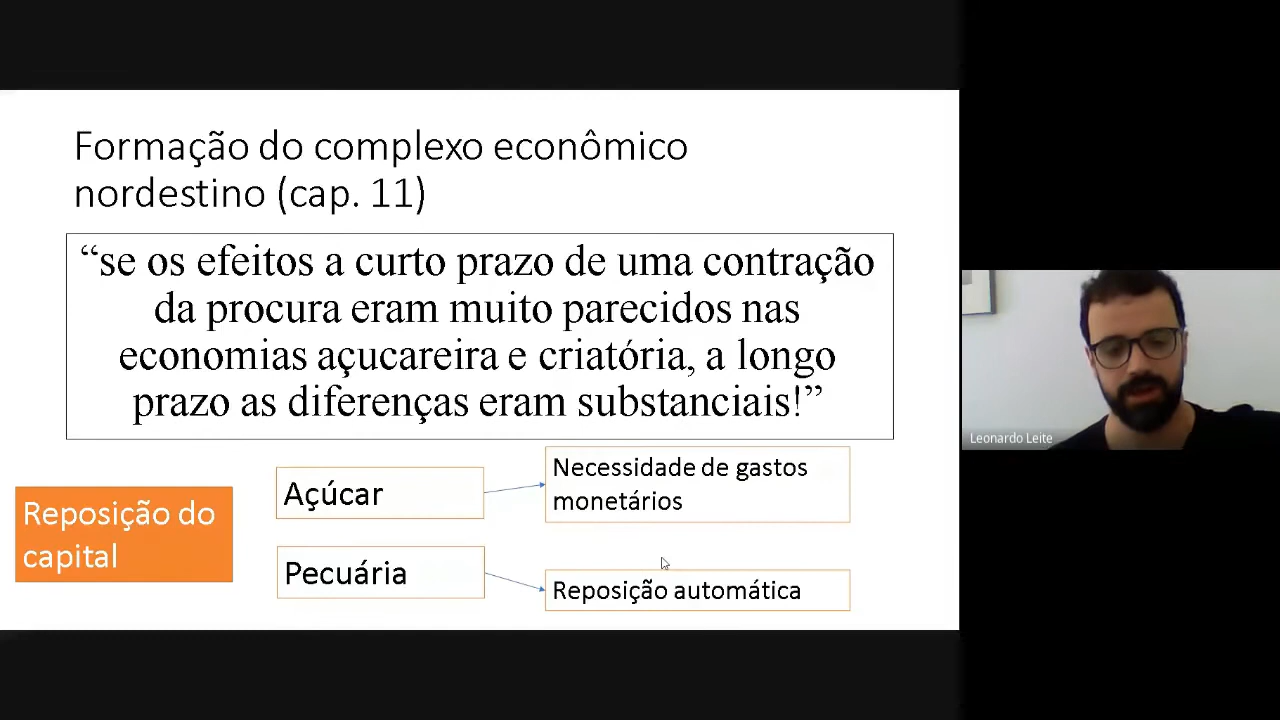 Formação do complexo econômico
nordestino (cap. 11)
“se os efeitos a curto prazo de uma contração
da procura eram muito parecidos nas
economias açucareira e criatória, a longo
prazo as diferenças eram substanciais!”
Reposição do
capital
Açúcar
Necessidade de gastos
monetários
Pecuária
Reposição automática
Leonardo Leite